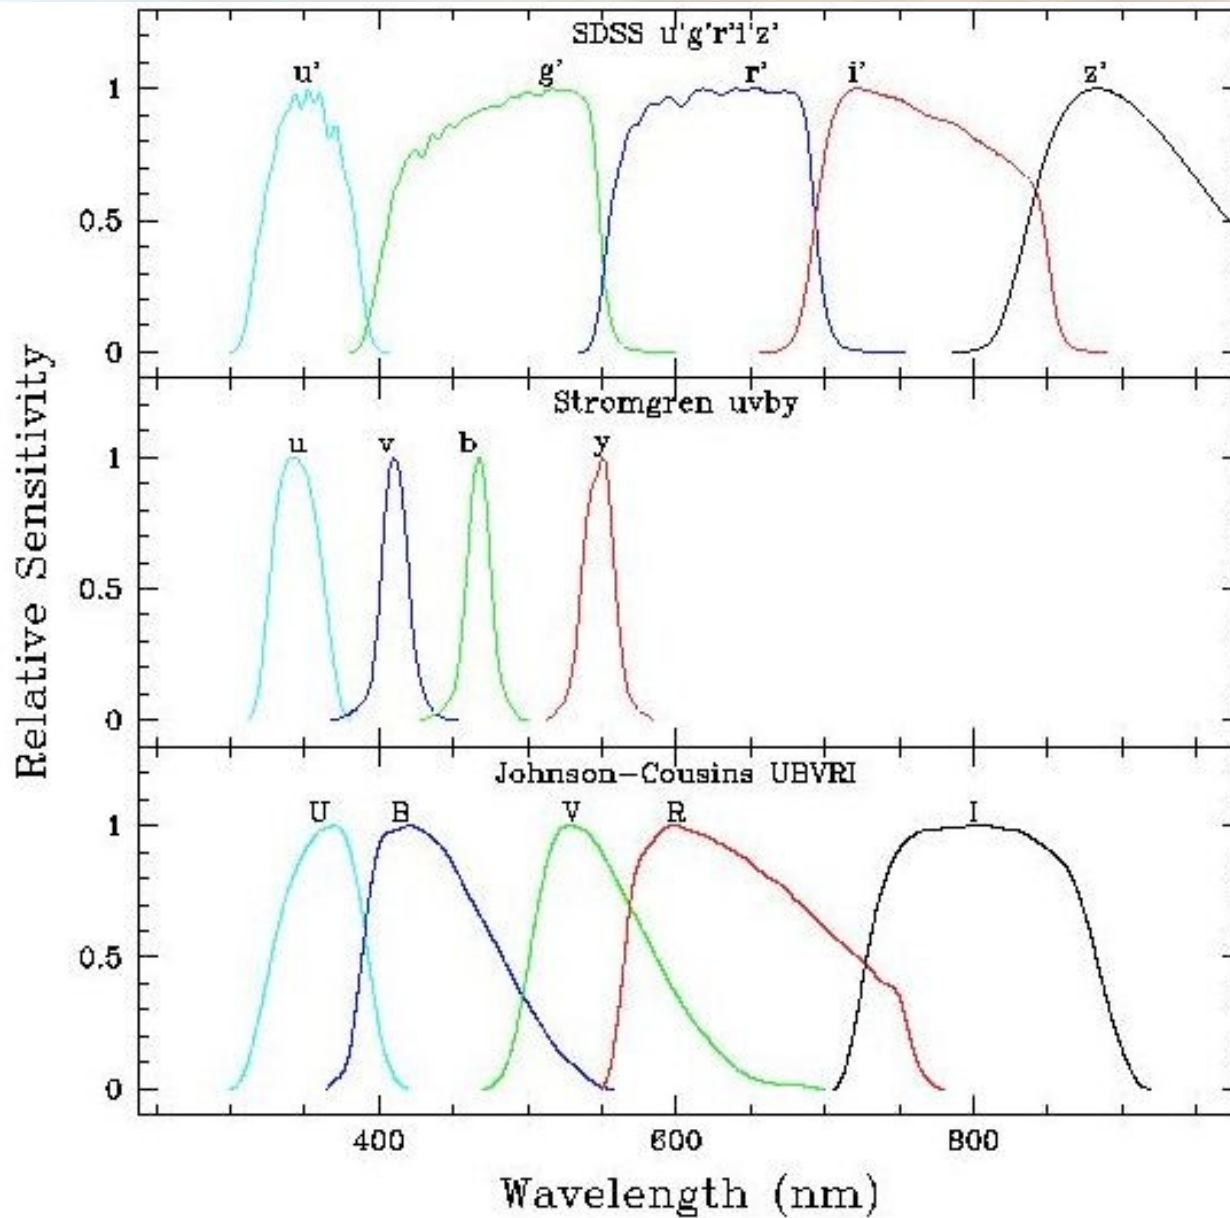 SDSS u'g'r'i'z'
u' g' r' i' z'
1
0.5
0
Stromgren uvby
u v b y
1
0.5
0
Johnson-Cousins UBVRI
U B V R I
1
0.5
0
400 600 800
Wavelength (nm)
Relative Sensitivity